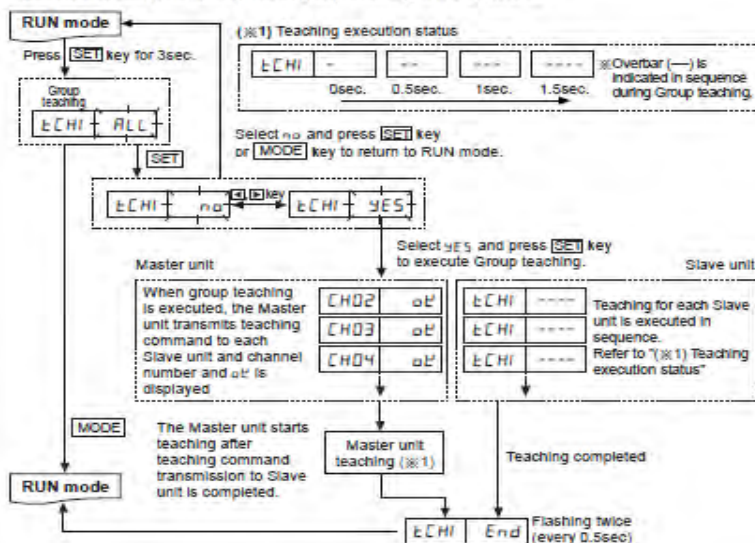 RUN mode
Press SET key for 3sec.
Group
teaching
tCHI ALL
(※1) Teaching execution status
tCHI - -- --- ----
0sec. 0.5sec. 1sec. 1.5sec.
※Overbar (—) is
indicated in sequence
during Group teaching.
SET
Select no and press SET key
or MODE key to return to RUN mode.
tCHI no ◀, ▶ key tCHI YES
Select YES and press SET key
to execute Group teaching.
Master unit
When group teaching
is executed, the Master
unit transmits teaching
command to each
Slave unit and channel
number and ok is
displayed
CH02 ok
CH03 ok
CH04 ok
Slave unit
tCHI ----
tCHI ----
tCHI ----
Teaching for each Slave
unit is executed in
sequence.
Refer to "(※1) Teaching
execution status"
MODE
The Master unit starts
teaching after
teaching command
transmission to Slave
unit is completed.
Master unit
teaching (※1)
Teaching completed
RUN mode
tCHI End
Flashing twice
(every 0.5sec)